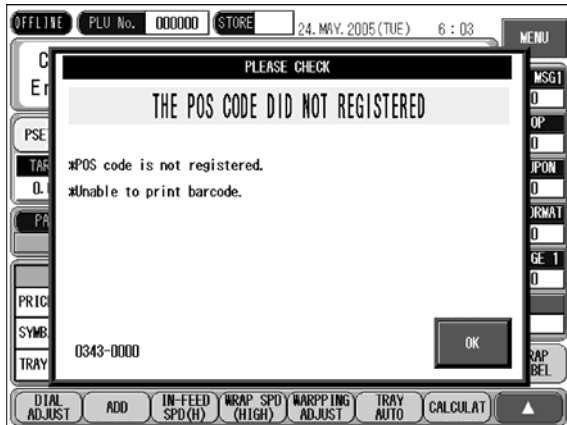 OFFLINE PLU No. 000000 STORE 24. MAY. 2005(TUE) 6 : 03 MENU
PLEASE CHECK
THE POS CODE DID NOT REGISTERED
MSG1
0
OP
0
PSE
*POS code is not registered.
TAR
UPON
0.
*Unable to print barcode.
0
PA
ORMAT
0
GE 1
0
PRIC
SYMB
0343-0000
OK
TRAY
RAP
BEL
DIAL ADJUST
ADD
IN-FEED SPD(H)
WRAP SPD (HIGH)
WARPPING ADJUST
TRAY AUTO
CALCULAT